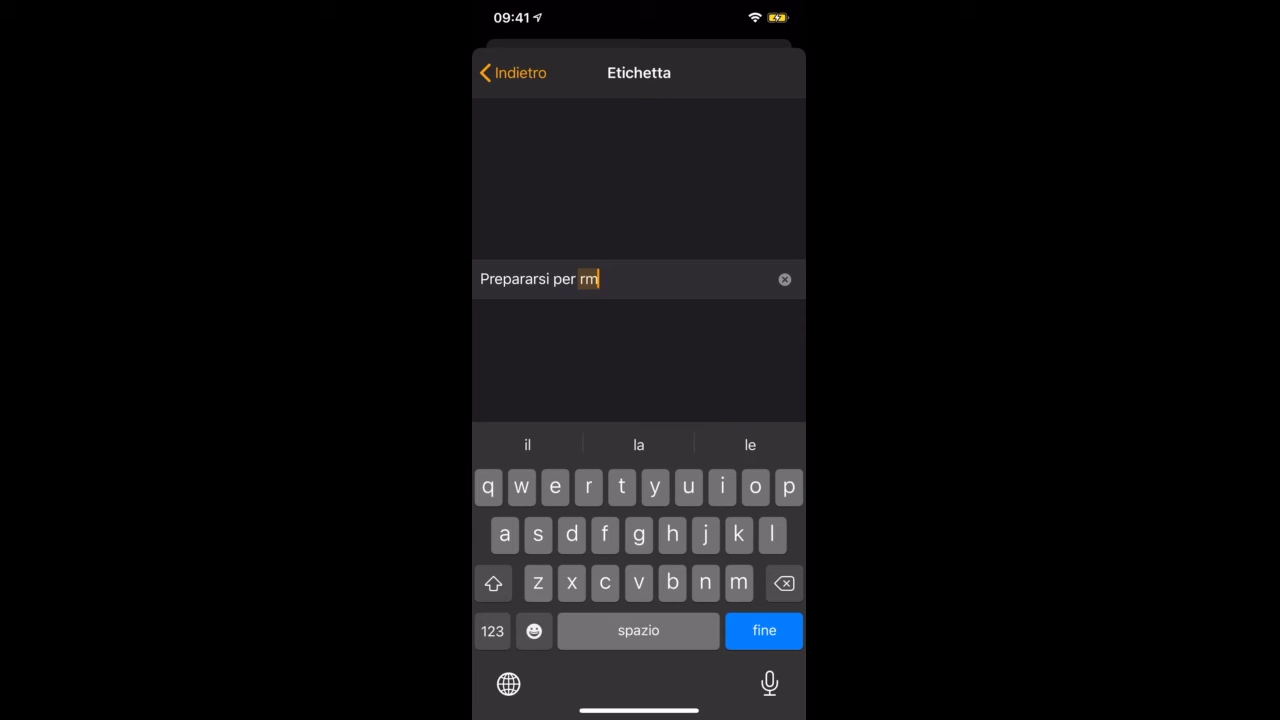 09:41
Indietro
Etichetta
Prepararsi per rm
il la le
q w e r t y u i o p
a s d f g h j k l
z x c v b n m
123 spazio fine